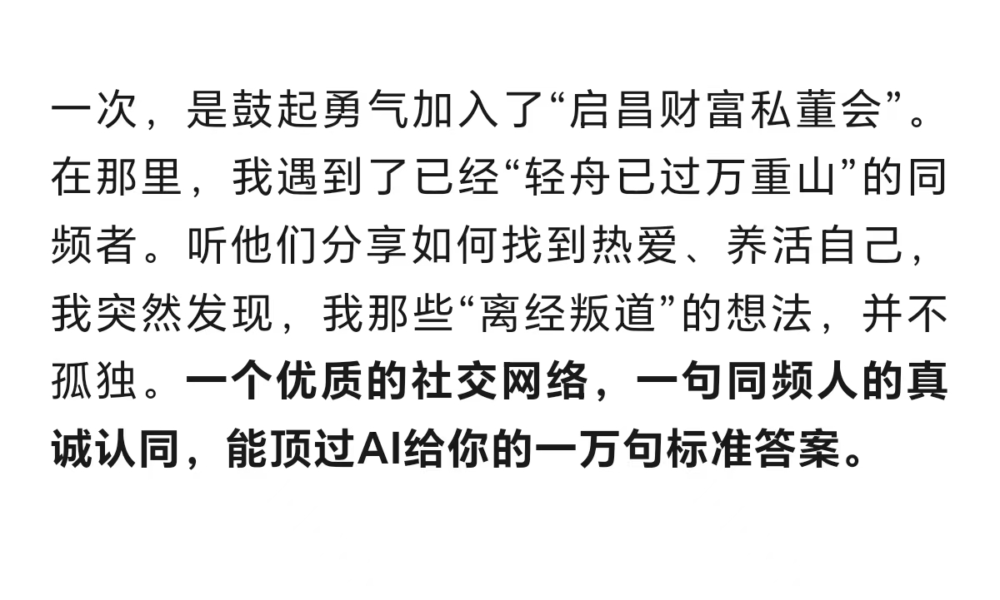 一次，是鼓起勇气加入了“启昌财富私董会”。
在那里，我遇到了已经“轻舟已过万重山”的同
频者。听他们分享如何找到热爱、养活自己，
我突然发现，我那些“离经叛道”的想法，并不
孤独。一个优质的社交网络，一句同频人的真
诚认同，能顶过AI给你的一万句标准答案。